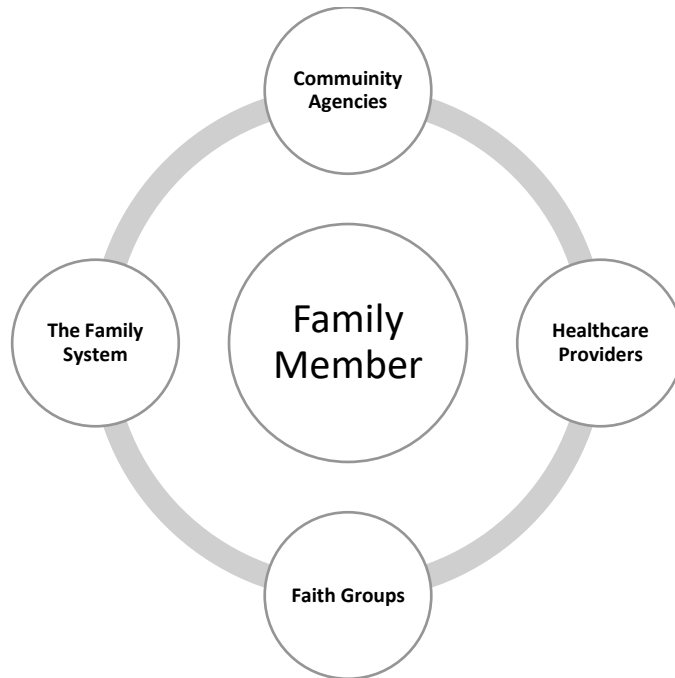 Commuinity
Agencies
The Family
System
Family
Member
Healthcare
Providers
Faith Groups